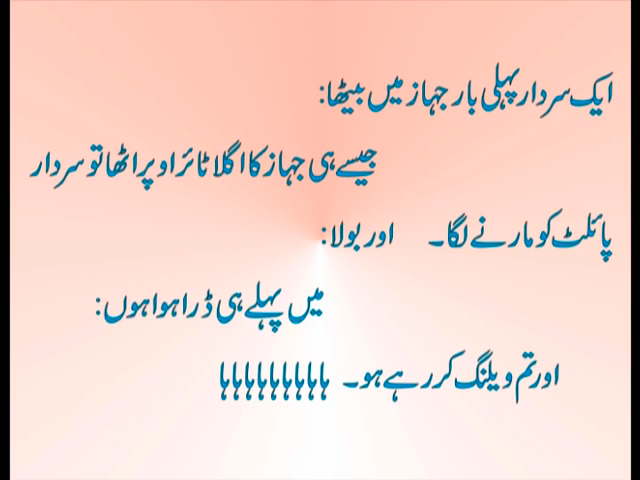 ایک سردار پہلی بار جہاز میں بیٹھا:
جیسے ہی جہاز کا اگلا ٹائر اوپر اٹھا تو سردار
پائلٹ کو مارنے لگا۔ اور بولا:
میں پہلے ہی ڈرا ہوا ہوں:
اور تم ویلنگ کر رہے ہو۔ ہاہاہاہاہاہاہاہاہا